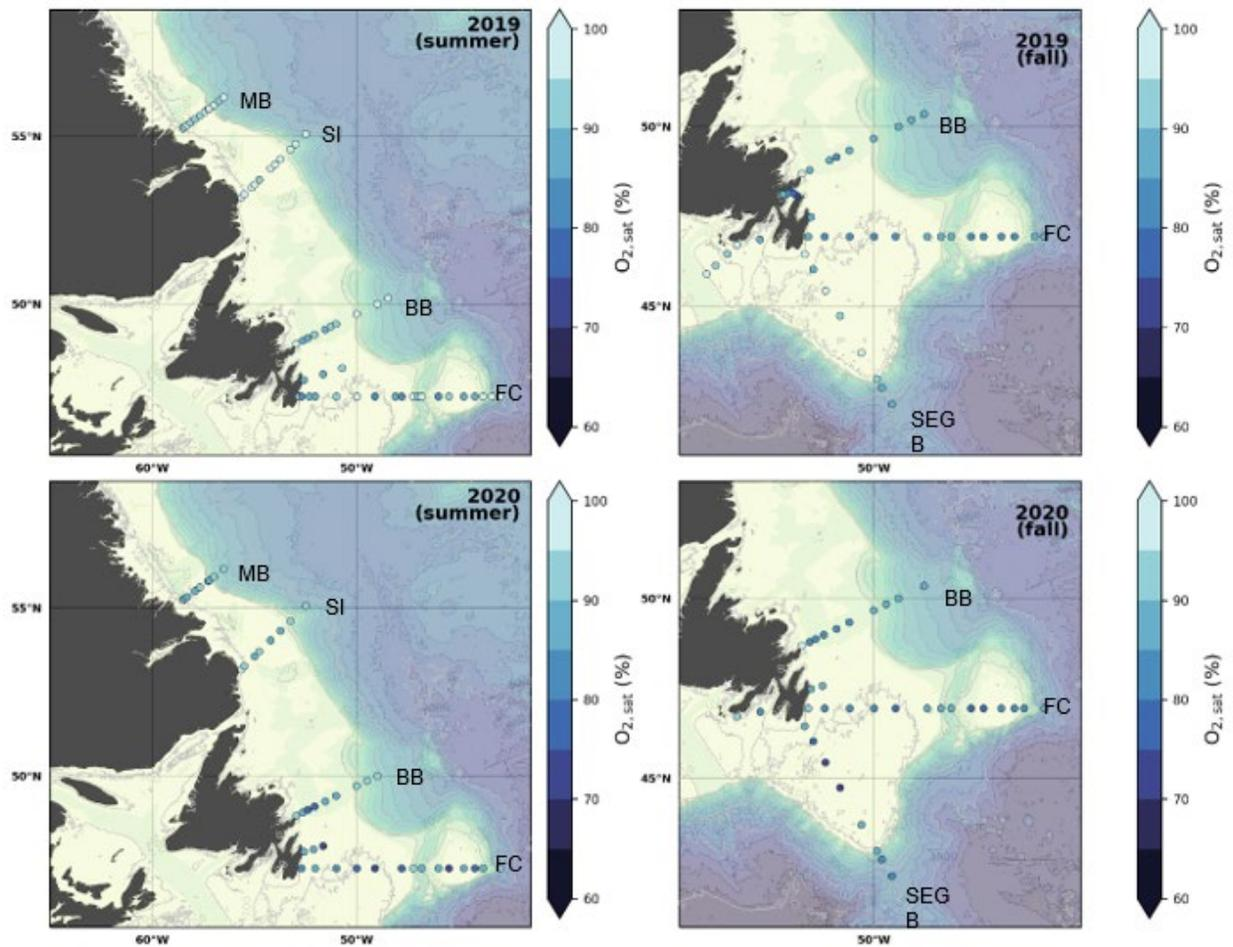 2019
(summer)
MB
SI
BB
FC
55°N
50°N
60°W
50°W
100
90
80
70
60
O2, sat (%)
2019
(fall)
BB
FC
SEG
B
50°N
45°N
50°W
100
90
80
70
60
O2, sat (%)
2020
(summer)
MB
SI
BB
FC
55°N
50°N
60°W
50°W
100
90
80
70
60
O2, sat (%)
2020
(fall)
BB
FC
SEG
B
50°N
45°N
50°W
100
90
80
70
60
O2, sat (%)